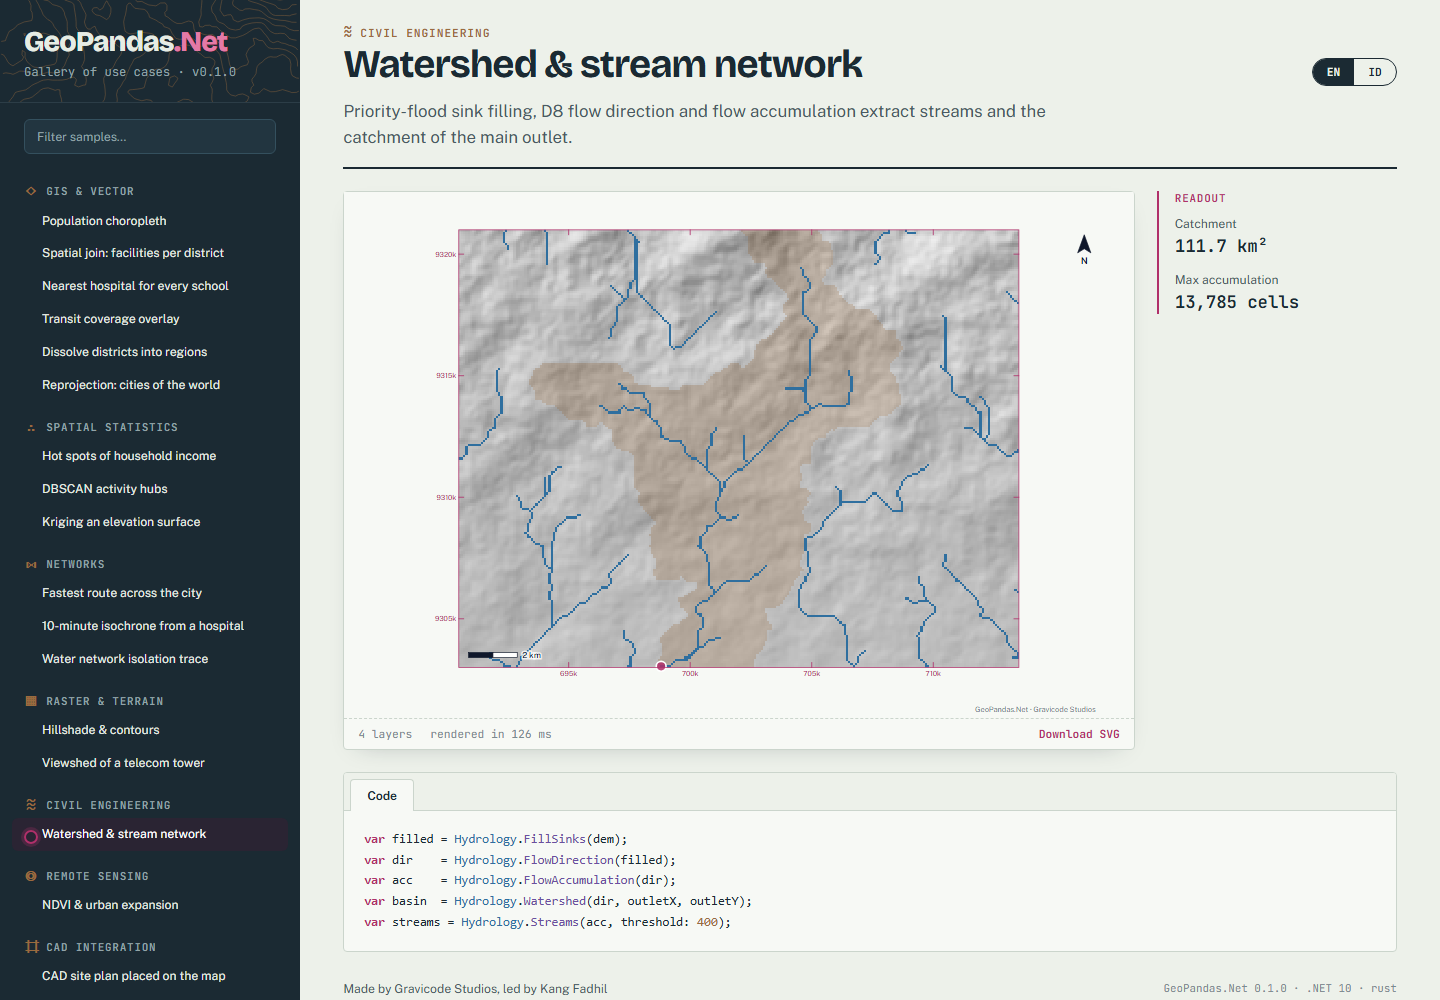 GeoPandas.Net
Gallery of use cases · v0.1.0
Filter samples...
GIS & VECTOR
Population choropleth
Spatial join: facilities per district
Nearest hospital for every school
Transit coverage overlay
Dissolve districts into regions
Reprojection: cities of the world
SPATIAL STATISTICS
Hot spots of household income
DBSCAN activity hubs
Kriging an elevation surface
NETWORKS
Fastest route across the city
10-minute isochrone from a hospital
Water network isolation trace
RASTER & TERRAIN
Hillshade & contours
Viewshed of a telecom tower
CIVIL ENGINEERING
Watershed & stream network
REMOTE SENSING
NDVI & urban expansion
CAD INTEGRATION
CAD site plan placed on the map
CIVIL ENGINEERING
Watershed & stream network
EN ID
Priority-flood sink filling, D8 flow direction and flow accumulation extract streams and the
catchment of the main outlet.
9320k
9315k
9310k
9305k
695k 700k 705k 710k
2 km
N
GeoPandas.Net · Gravicode Studios
4 layers rendered in 126 ms
Download SVG
READOUT
Catchment
111.7 km²
Max accumulation
13,785 cells
Code
var filled = Hydrology.FillSinks(dem);
var dir    = Hydrology.FlowDirection(filled);
var acc    = Hydrology.FlowAccumulation(dir);
var basin  = Hydrology.Watershed(dir, outletX, outletY);
var streams = Hydrology.Streams(acc, threshold: 400);
Made by Gravicode Studios, led by Kang Fadhil
GeoPandas.Net 0.1.0 · .NET 10 · rust